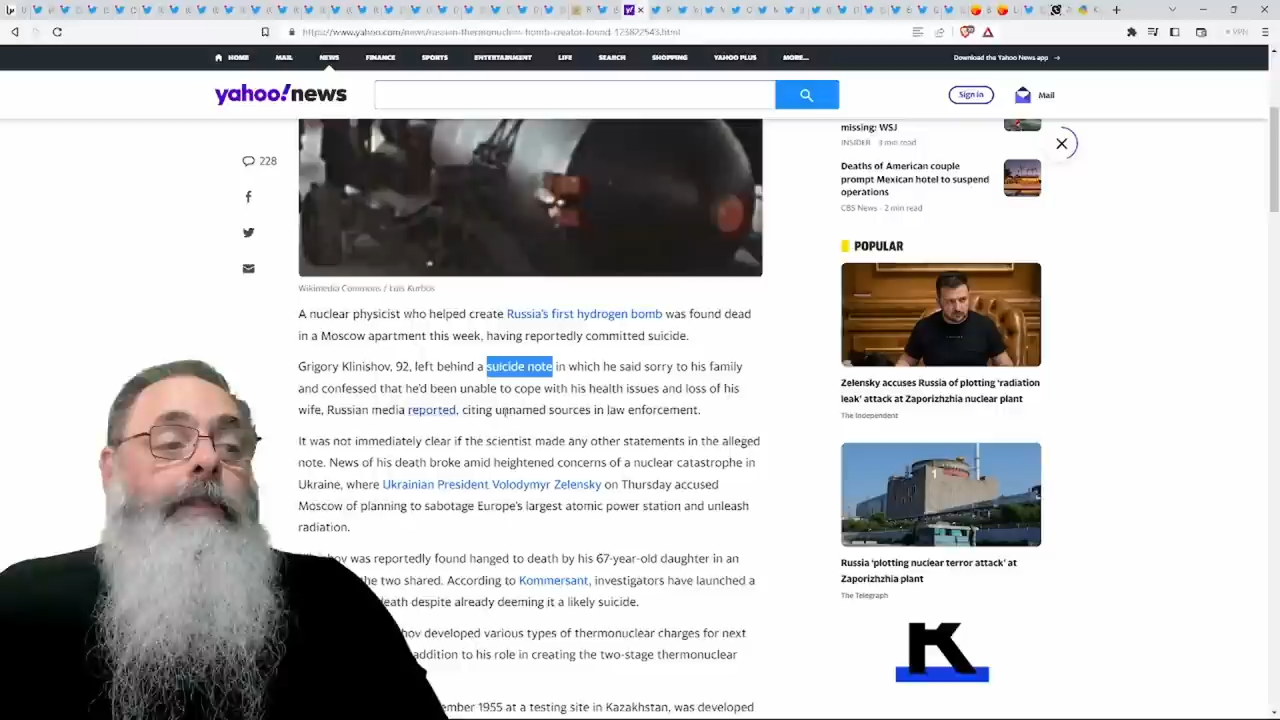 https://www.yahoo.com/news/russian-thermonuclear-bomb-creator-found-123822543.html
VPN
HOME
MAIL
NEWS
FINANCE
SPORTS
ENTERTAINMENT
LIFE
SEARCH
SHOPPING
YAHOO PLUS
MORE...
Download the Yahoo News app →
yahoo!news
Sign in
Mail
228
missing: WSJ
INSIDER · 3 min read
Deaths of American couple
prompt Mexican hotel to suspend
operations
CBS News · 2 min read
Wikimedia Commons / Luis Kurbos
A nuclear physicist who helped create Russia's first hydrogen bomb was found dead
in a Moscow apartment this week, having reportedly committed suicide.
Grigory Klinishov, 92, left behind a suicide note in which he said sorry to his family
and confessed that he'd been unable to cope with his health issues and loss of his
wife, Russian media reported, citing unnamed sources in law enforcement.
It was not immediately clear if the scientist made any other statements in the alleged
note. News of his death broke amid heightened concerns of a nuclear catastrophe in
Ukraine, where Ukrainian President Volodymyr Zelensky on Thursday accused
Moscow of planning to sabotage Europe's largest atomic power station and unleash
radiation.
was reportedly found hanged to death by his 67-year-old daughter in an
the two shared. According to Kommersant, investigators have launched a
death despite already deeming it a likely suicide.
developed various types of thermonuclear charges for next
addition to his role in creating the two-stage thermonuclear
1955 at a testing site in Kazakhstan, was developed
POPULAR
Zelensky accuses Russia of plotting 'radiation
leak' attack at Zaporizhzhia nuclear plant
The Independent
Russia 'plotting nuclear terror attack' at
Zaporizhzhia plant
The Telegraph
K